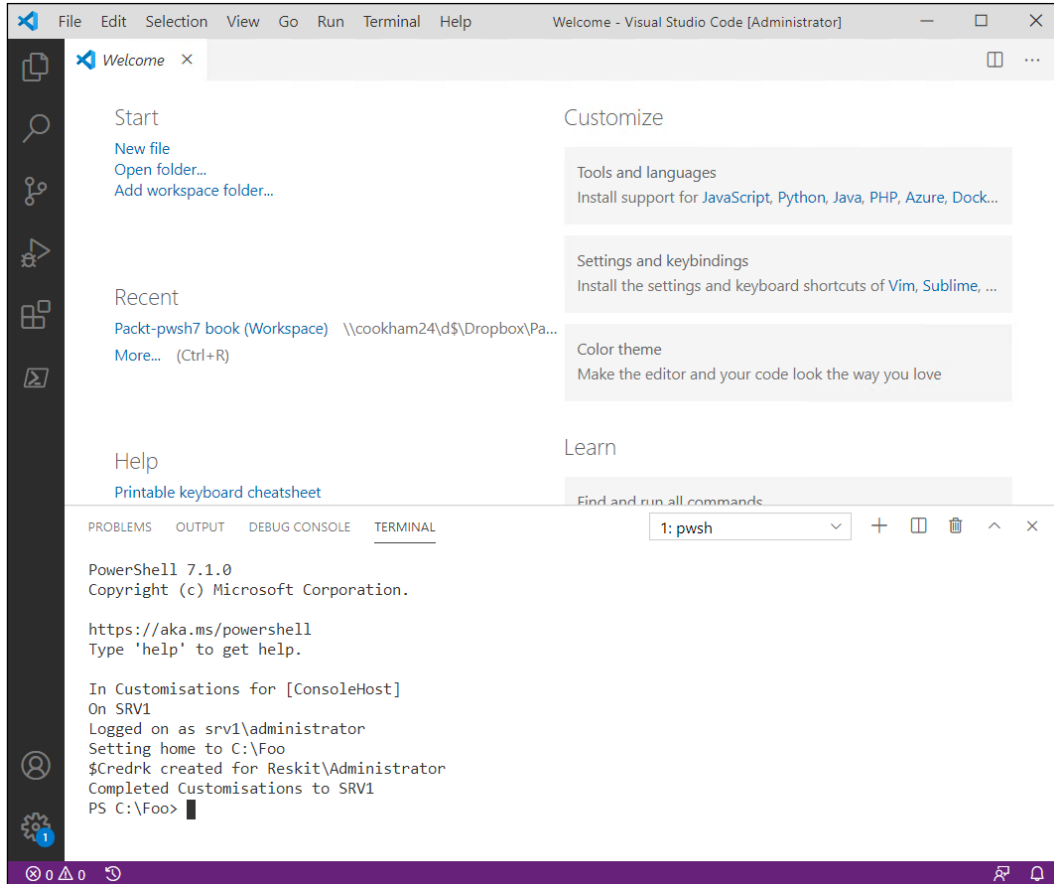 File Edit Selection View Go Run Terminal Help Welcome - Visual Studio Code [Administrator]
Welcome
Start
New file
Open folder...
Add workspace folder...
Recent
Packt-pwsh7 book (Workspace) \\cookham24\d$\Dropbox\Pa...
More... (Ctrl+R)
Help
Printable keyboard cheatsheet
Customize
Tools and languages
Install support for JavaScript, Python, Java, PHP, Azure, Dock...
Settings and keybindings
Install the settings and keyboard shortcuts of Vim, Sublime, ...
Color theme
Make the editor and your code look the way you love
Learn
Find and run all commands
PROBLEMS OUTPUT DEBUG CONSOLE TERMINAL 1: pwsh
PowerShell 7.1.0
Copyright (c) Microsoft Corporation.
https://aka.ms/powershell
Type 'help' to get help.
In Customisations for [ConsoleHost]
On SRV1
Logged on as srv1\administrator
Setting home to C:\Foo
$Credrk created for Reskit\Administrator
Completed Customisations to SRV1
PS C:\Foo>
1
0 0